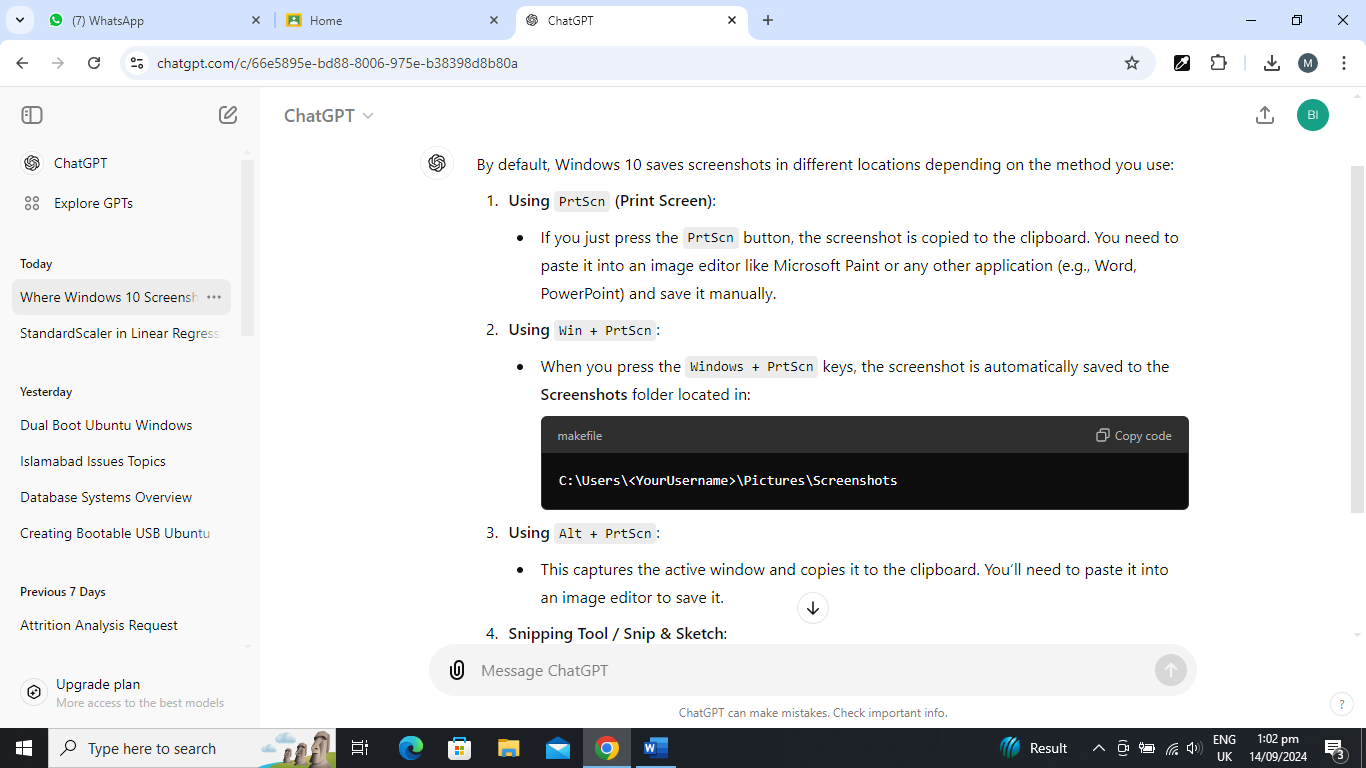 (7) WhatsApp
Home
ChatGPT
chatgpt.com/c/66e5895e-bd88-8006-975e-b38398d8b80a
M
ChatGPT
BI
ChatGPT
Explore GPTs
Today
Where Windows 10 Screensh
StandardScaler in Linear Regress
Yesterday
Dual Boot Ubuntu Windows
Islamabad Issues Topics
Database Systems Overview
Creating Bootable USB Ubuntu
Previous 7 Days
Attrition Analysis Request
Upgrade plan
More access to the best models
By default, Windows 10 saves screenshots in different locations depending on the method you use:
1. Using PrtScn (Print Screen):
• If you just press the PrtScn button, the screenshot is copied to the clipboard. You need to
paste it into an image editor like Microsoft Paint or any other application (e.g., Word,
PowerPoint) and save it manually.
2. Using Win + PrtScn:
• When you press the Windows + PrtScn keys, the screenshot is automatically saved to the
Screenshots folder located in:
makefile
Copy code
C:\Users\<YourUsername>\Pictures\Screenshots
3. Using Alt + PrtScn:
• This captures the active window and copies it to the clipboard. You'll need to paste it into
an image editor to save it.
4. Snipping Tool / Snip & Sketch:
Message ChatGPT
ChatGPT can make mistakes. Check important info.
?
Type here to search
W
Result
ENG
UK
1:02 pm
14/09/2024
3